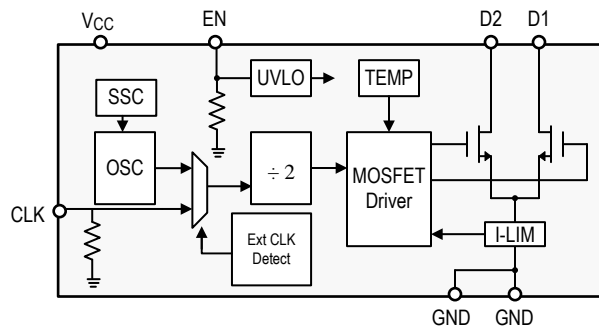 VCC
EN
D2
D1
SSC
UVLO
TEMP
OSC
÷ 2
MOSFET
Driver
CLK
Ext CLK
Detect
I-LIM
GND
GND